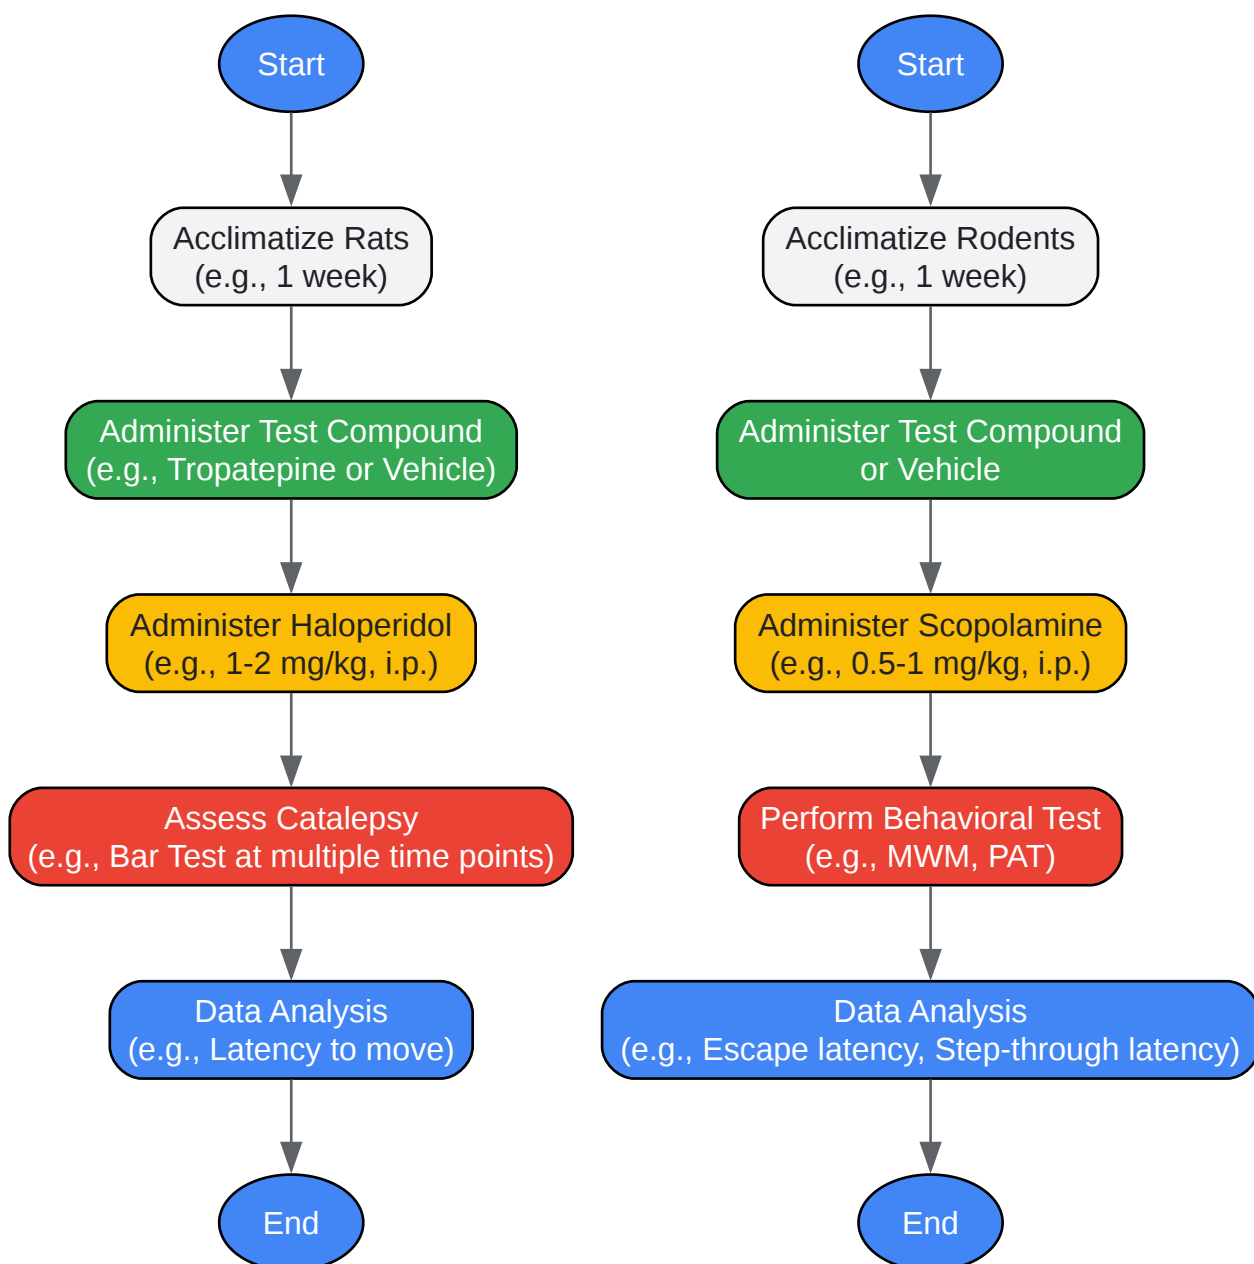 Start
Acclimatize Rats
(e.g., 1 week)
Administer Test Compound
(e.g., Tropatepine or Vehicle)
Administer Haloperidol
(e.g., 1-2 mg/kg, i.p.)
Assess Catalepsy
(e.g., Bar Test at multiple time points)
Data Analysis
(e.g., Latency to move)
End
Start
Acclimatize Rodents
(e.g., 1 week)
Administer Test Compound
or Vehicle
Administer Scopolamine
(e.g., 0.5-1 mg/kg, i.p.)
Perform Behavioral Test
(e.g., MWM, PAT)
Data Analysis
(e.g., Escape latency, Step-through latency)
End